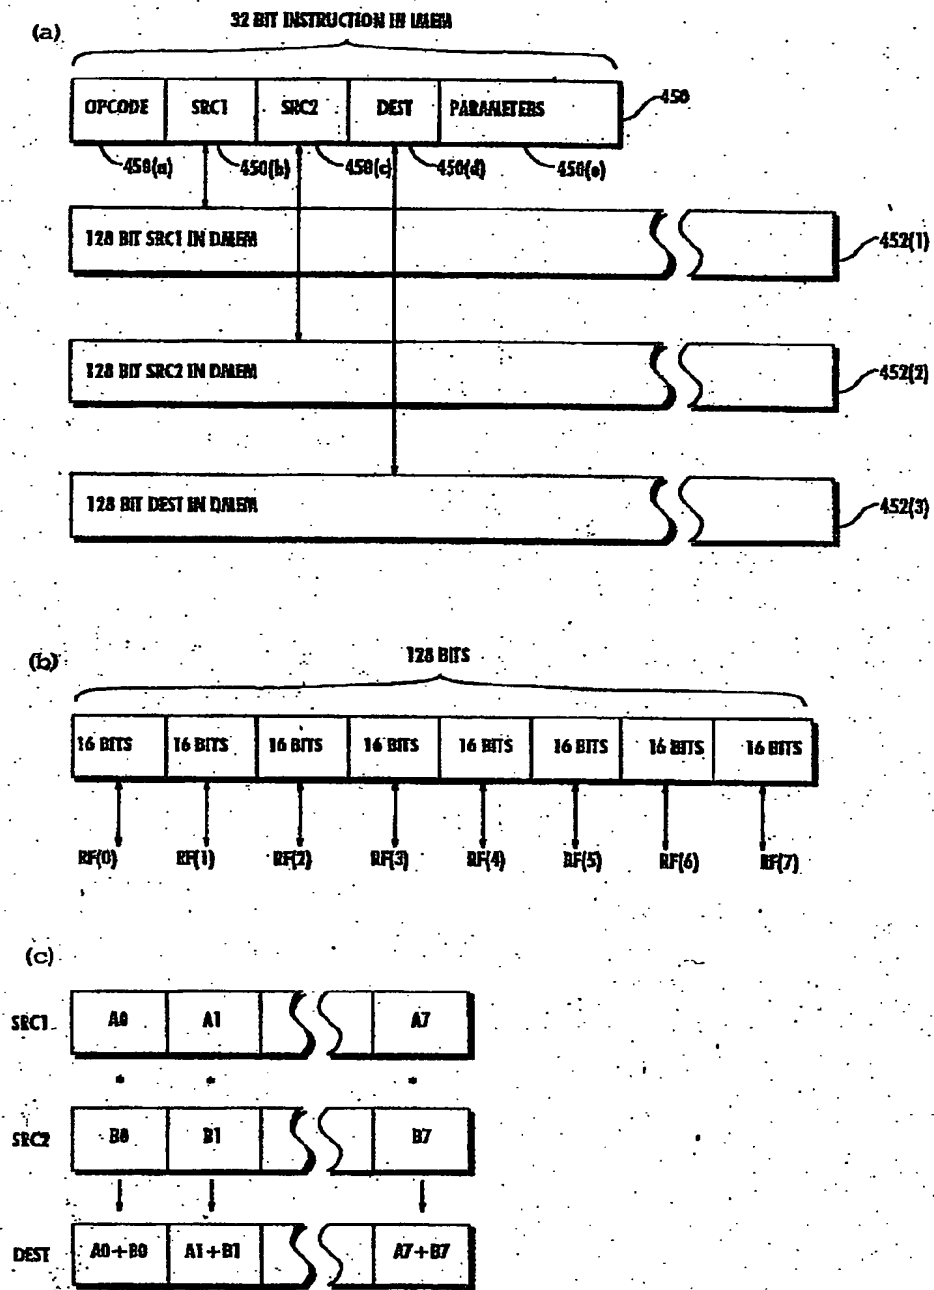 (a)
32 BIT INSTRUCTION IN IMEM
OPCODE SRC1 SRC2 DEST PARAMETERS
450
450(a) 450(b) 450(c) 450(d) 450(e)
128 BIT SRC1 IN DMEM
452(1)
128 BIT SRC2 IN DMEM
452(2)
128 BIT DEST IN DMEM
452(3)
(b)
128 BITS
16 BITS 16 BITS 16 BITS 16 BITS 16 BITS 16 BITS 16 BITS 16 BITS
RF(0) RF(1) RF(2) RF(3) RF(4) RF(5) RF(6) RF(7)
(c)
SRC1 A0 A1 A7
SRC2 B0 B1 B7
DEST A0+B0 A1+B1 A7+B7